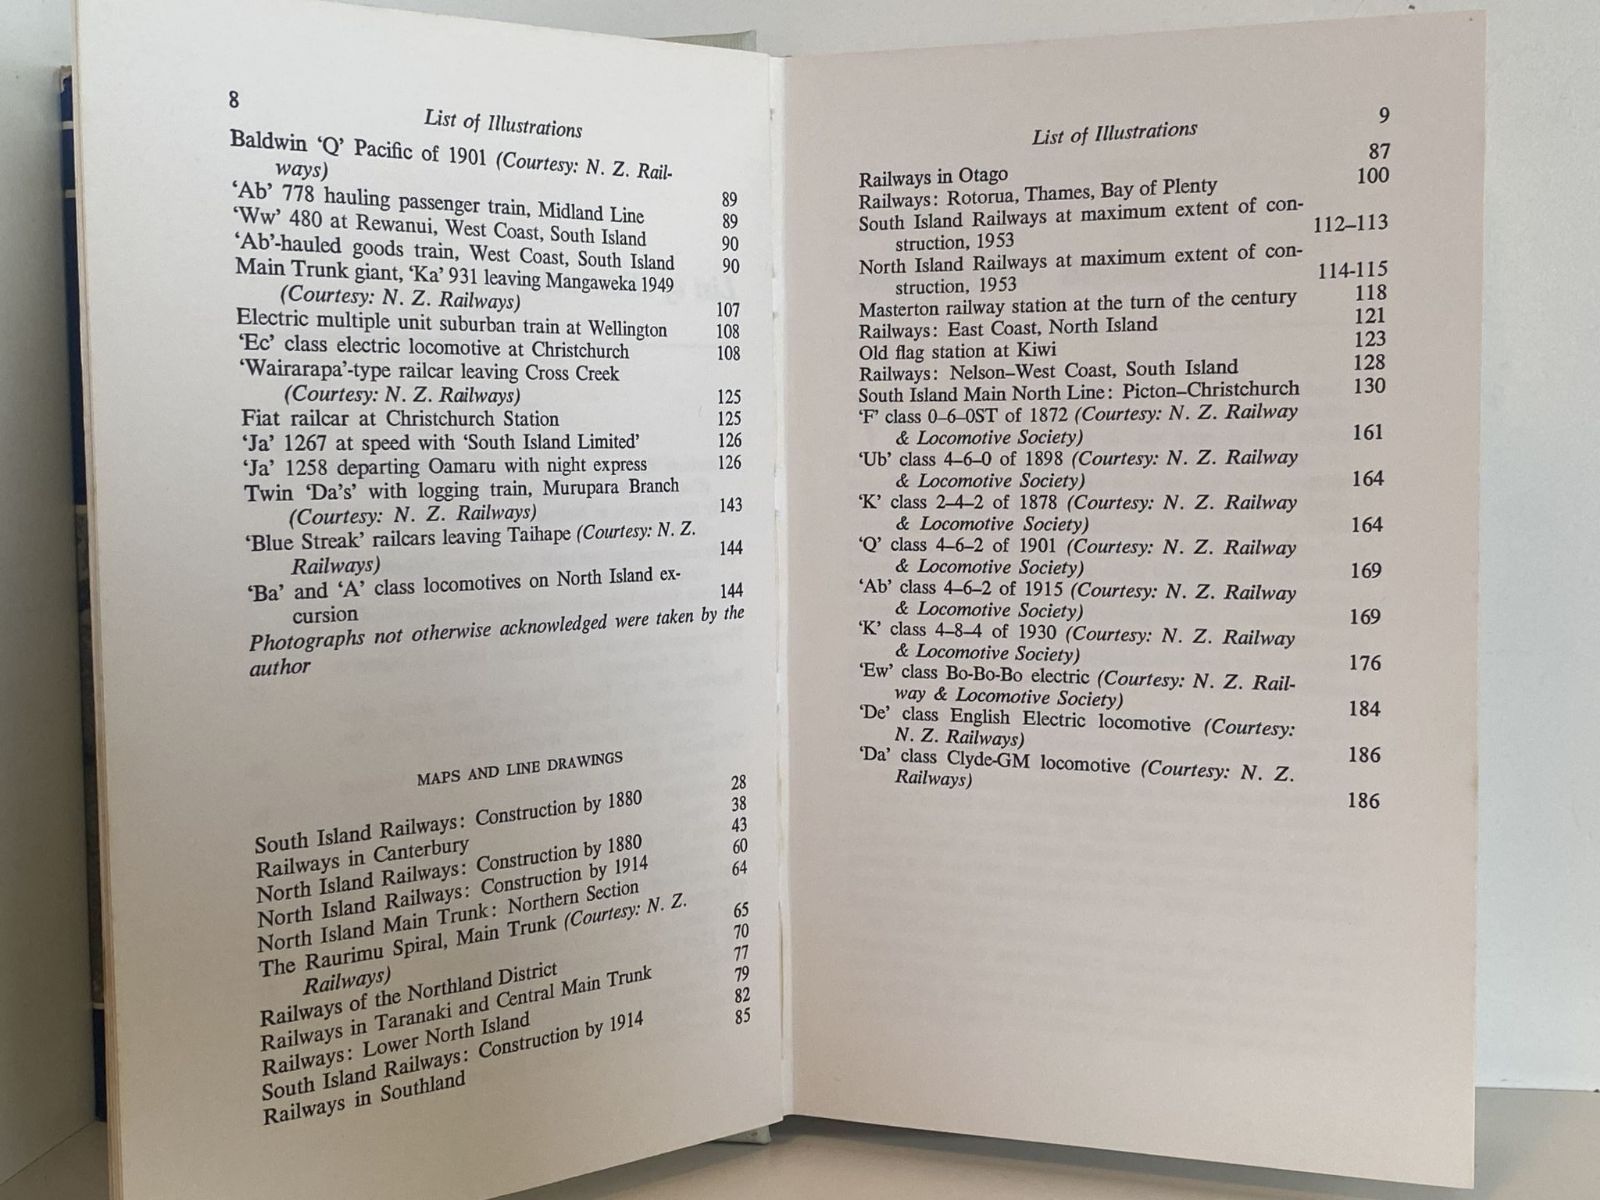 8
List of Illustrations
Baldwin ‘Q’ Pacific of 1901 (Courtesy: N. Z. Rail-
ways) 89
‘Ab’ 778 hauling passenger train, Midland Line 89
‘Ww’ 480 at Rewanui, West Coast, South Island 90
‘Ab’-hauled goods train, West Coast, South Island 90
Main Trunk giant, ‘Ka’ 931 leaving Mangaweka 1949
(Courtesy: N. Z. Railways) 107
Electric multiple unit suburban train at Wellington 108
‘Ec’ class electric locomotive at Christchurch 108
‘Wairarapa’-type railcar leaving Cross Creek
(Courtesy: N. Z. Railways) 125
Fiat railcar at Christchurch Station 125
‘Ja’ 1267 at speed with ‘South Island Limited’ 126
‘Ja’ 1258 departing Oamaru with night express 126
Twin ‘Da’s’ with logging train, Murupara Branch
(Courtesy: N. Z. Railways) 143
‘Blue Streak’ railcars leaving Taihape (Courtesy: N. Z.
Railways) 144
‘Ba’ and ‘A’ class locomotives on North Island ex-
cursion 144
Photographs not otherwise acknowledged were taken by the
author
MAPS AND LINE DRAWINGS
South Island Railways: Construction by 1880 28
Railways in Canterbury 38
North Island Railways: Construction by 1880 43
North Island Railways: Construction by 1914 60
North Island Main Trunk: Northern Section 64
The Raurimu Spiral, Main Trunk (Courtesy: N. Z.
Railways) 65
Railways of the Northland District 70
Railways in Taranaki and Central Main Trunk 77
Railways: Lower North Island 79
South Island Railways: Construction by 1914 82
Railways in Southland 85
9
List of Illustrations
Railways in Otago 87
Railways: Rotorua, Thames, Bay of Plenty 100
South Island Railways at maximum extent of con-
struction, 1953 112–113
North Island Railways at maximum extent of con-
struction, 1953 114-115
Masterton railway station at the turn of the century 118
Railways: East Coast, North Island 121
Old flag station at Kiwi 123
Railways: Nelson–West Coast, South Island 128
South Island Main North Line: Picton–Christchurch 130
‘F’ class 0–6–0ST of 1872 (Courtesy: N. Z. Railway
& Locomotive Society) 161
‘Ub’ class 4–6–0 of 1898 (Courtesy: N. Z. Railway
& Locomotive Society) 164
‘K’ class 2–4–2 of 1878 (Courtesy: N. Z. Railway
& Locomotive Society) 164
‘Q’ class 4–6–2 of 1901 (Courtesy: N. Z. Railway
& Locomotive Society) 169
‘Ab’ class 4–6–2 of 1915 (Courtesy: N. Z. Railway
& Locomotive Society) 169
‘K’ class 4–8–4 of 1930 (Courtesy: N. Z. Railway
& Locomotive Society) 176
‘Ew’ class Bo-Bo-Bo electric (Courtesy: N. Z. Rail-
way & Locomotive Society) 184
‘De’ class English Electric locomotive (Courtesy:
N. Z. Railways) 186
‘Da’ class Clyde-GM locomotive (Courtesy: N. Z.
Railways) 186